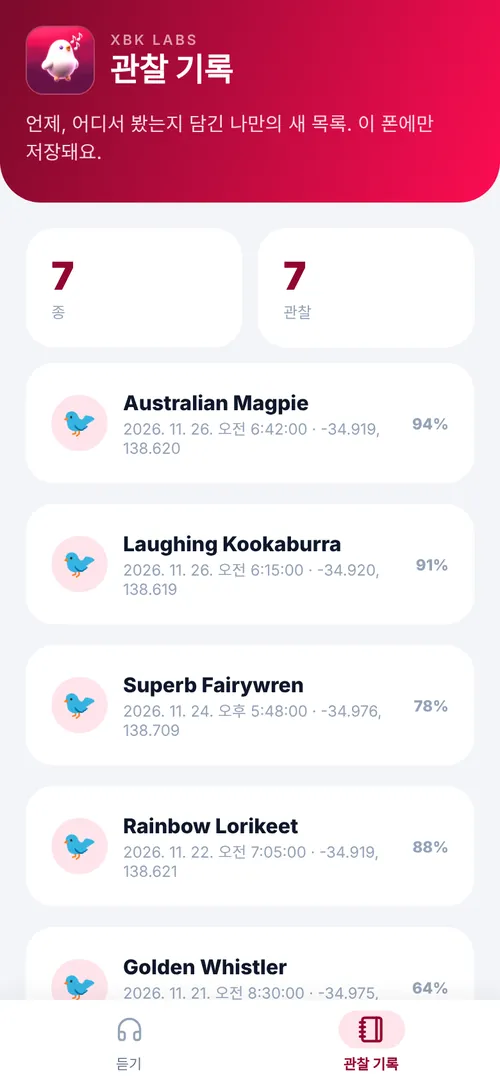 XBK LABS
관찰 기록
언제, 어디서 봤는지 담긴 나만의 새 목록. 이 폰에만
저장돼요.
7
종
7
관찰
Australian Magpie
2026. 11. 26. 오전 6:42:00 · -34.919,
138.620
94%
Laughing Kookaburra
2026. 11. 26. 오전 6:15:00 · -34.920,
138.619
91%
Superb Fairywren
2026. 11. 24. 오후 5:48:00 · -34.976,
138.709
78%
Rainbow Lorikeet
2026. 11. 22. 오전 7:05:00 · -34.919,
138.621
88%
Golden Whistler
2026. 11. 21. 오전 8:30:00 · -34.975,
64%
듣기
관찰 기록